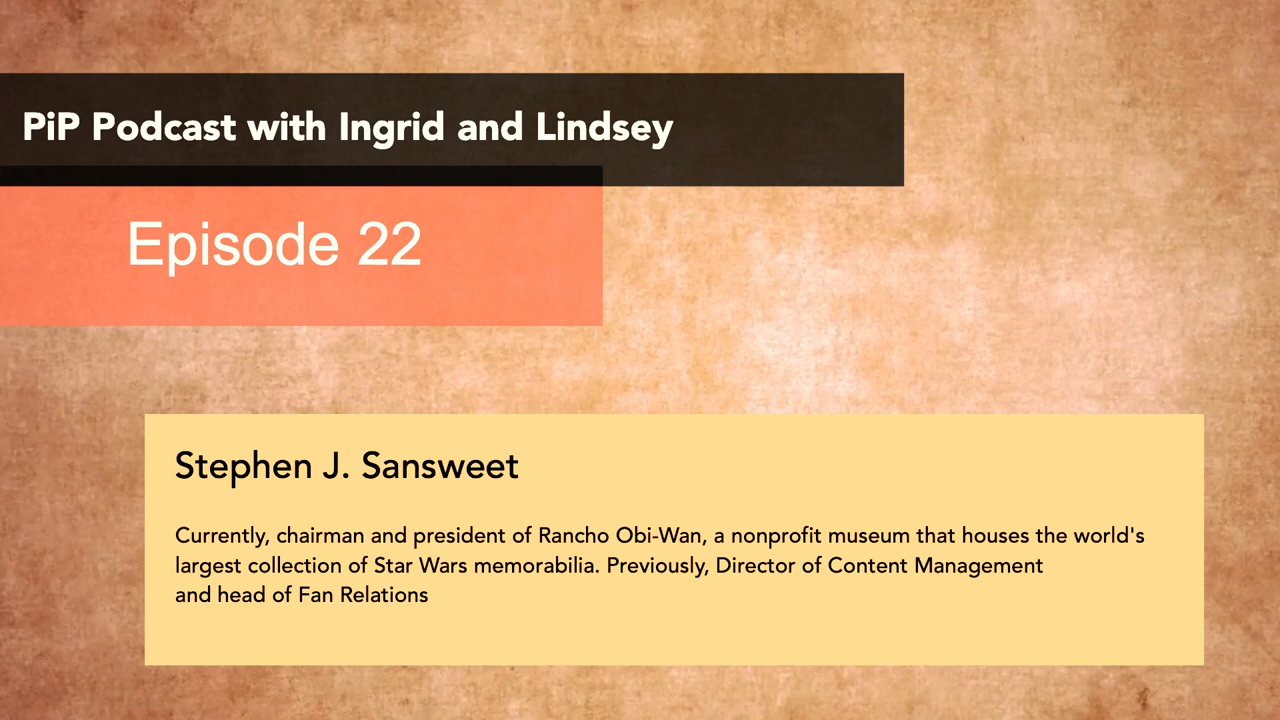 PiP Podcast with Ingrid and Lindsey
Episode 22
Stephen J. Sansweet
Currently, chairman and president of Rancho Obi-Wan, a nonprofit museum that houses the world's
largest collection of Star Wars memorabilia. Previously, Director of Content Management
and head of Fan Relations